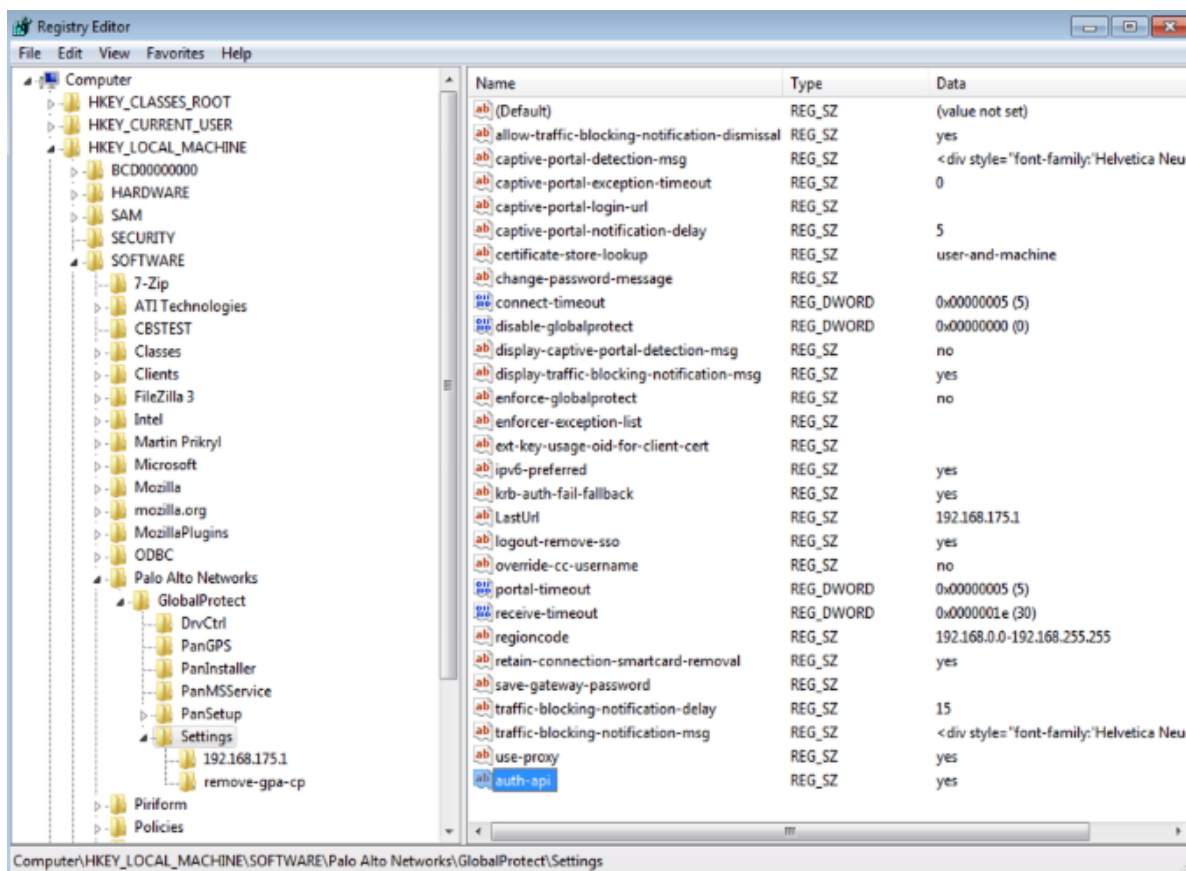 Registry Editor
File Edit View Favorites Help
Computer
HKEY_CLASSES_ROOT
HKEY_CURRENT_USER
HKEY_LOCAL_MACHINE
BCD00000000
HARDWARE
SAM
SECURITY
SOFTWARE
7-Zip
ATI Technologies
CBSTEST
Classes
Clients
FileZilla 3
Intel
Martin Prikryl
Microsoft
Mozilla
mozilla.org
MozillaPlugins
ODBC
Palo Alto Networks
GlobalProtect
DrvCtrl
PanGPS
PanInstaller
PanMSService
PanSetup
Settings
192.168.175.1
remove-gpa-cp
Piriform
Policies
Name Type Data
(Default) REG_SZ (value not set)
allow-traffic-blocking-notification-dismissal REG_SZ yes
captive-portal-detection-msg REG_SZ <div style="font-family:'Helvetica Neu
captive-portal-exception-timeout REG_SZ 0
captive-portal-login-url REG_SZ
captive-portal-notification-delay REG_SZ 5
certificate-store-lookup REG_SZ user-and-machine
change-password-message REG_SZ
connect-timeout REG_DWORD 0x00000005 (5)
disable-globalprotect REG_DWORD 0x00000000 (0)
display-captive-portal-detection-msg REG_SZ no
display-traffic-blocking-notification-msg REG_SZ yes
enforce-globalprotect REG_SZ no
enforcer-exception-list REG_SZ
ext-key-usage-oid-for-client-cert REG_SZ
ipv6-preferred REG_SZ yes
krb-auth-fail-fallback REG_SZ yes
LastUrl REG_SZ 192.168.175.1
logout-remove-sso REG_SZ yes
override-cc-username REG_SZ no
portal-timeout REG_DWORD 0x00000005 (5)
receive-timeout REG_DWORD 0x0000001e (30)
regioncode REG_SZ 192.168.0.0-192.168.255.255
retain-connection-smartcard-removal REG_SZ yes
save-gateway-password REG_SZ
traffic-blocking-notification-delay REG_SZ 15
traffic-blocking-notification-msg REG_SZ <div style="font-family:'Helvetica Neu
use-proxy REG_SZ yes
auth-api REG_SZ yes
Computer\HKEY_LOCAL_MACHINE\SOFTWARE\Palo Alto Networks\GlobalProtect\Settings